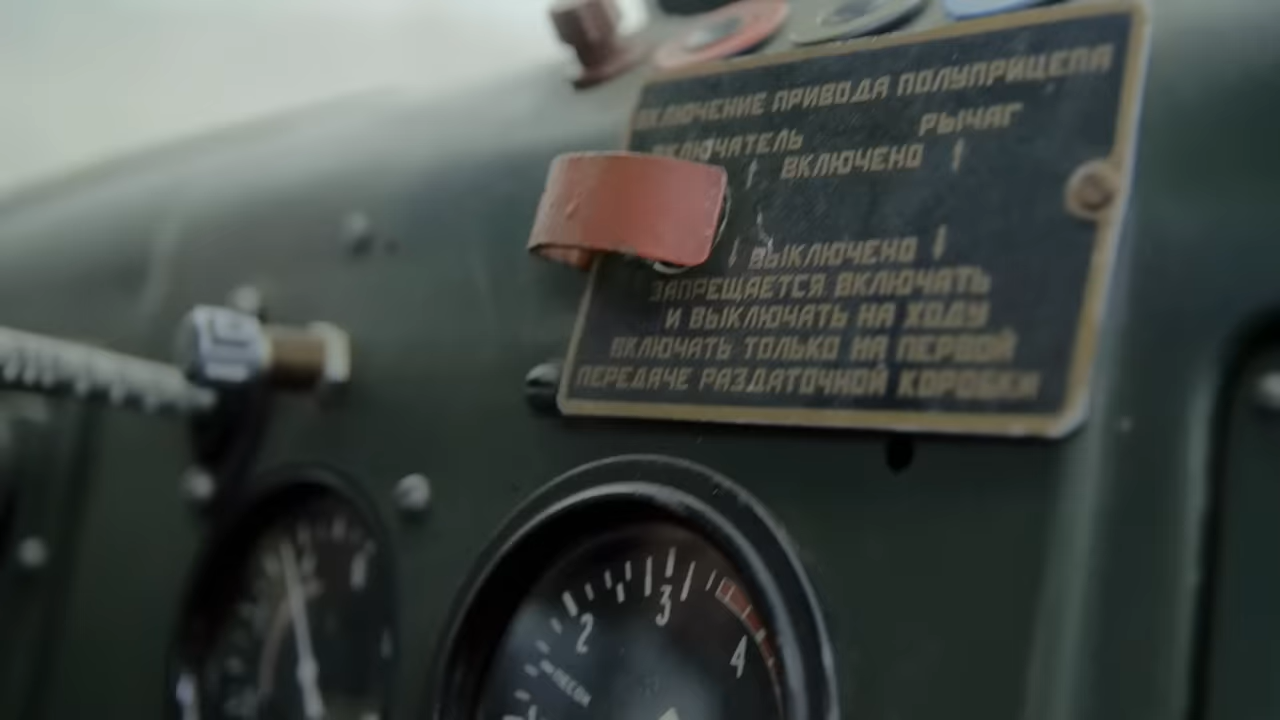 ВКЛЮЧЕНИЕ ПРИВОДА ПОЛУПРИЦЕПА
ВКЛЮЧАТЕЛЬ РЫЧАГ
↑ ВКЛЮЧЕНО ↑
↓ ВЫКЛЮЧЕНО ↓
ЗАПРЕЩАЕТСЯ ВКЛЮЧАТЬ
И ВЫКЛЮЧАТЬ НА ХОДУ
ВКЛЮЧАТЬ ТОЛЬКО НА ПЕРВОЙ
ПЕРЕДАЧЕ РАЗДАТОЧНОЙ КОРОБКИ
2 3 4